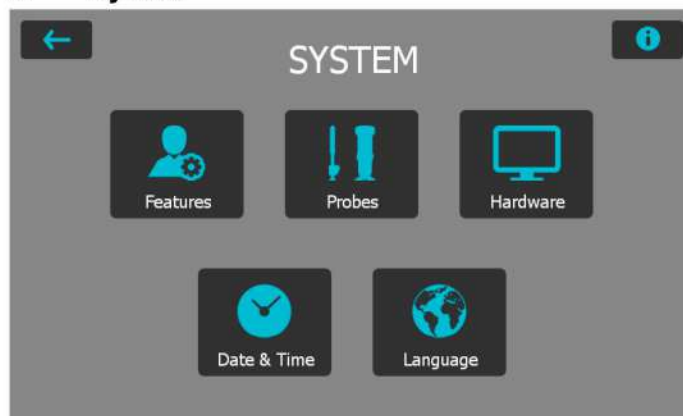 SYSTEM
Features
Probes
Hardware
Date & Time
Language